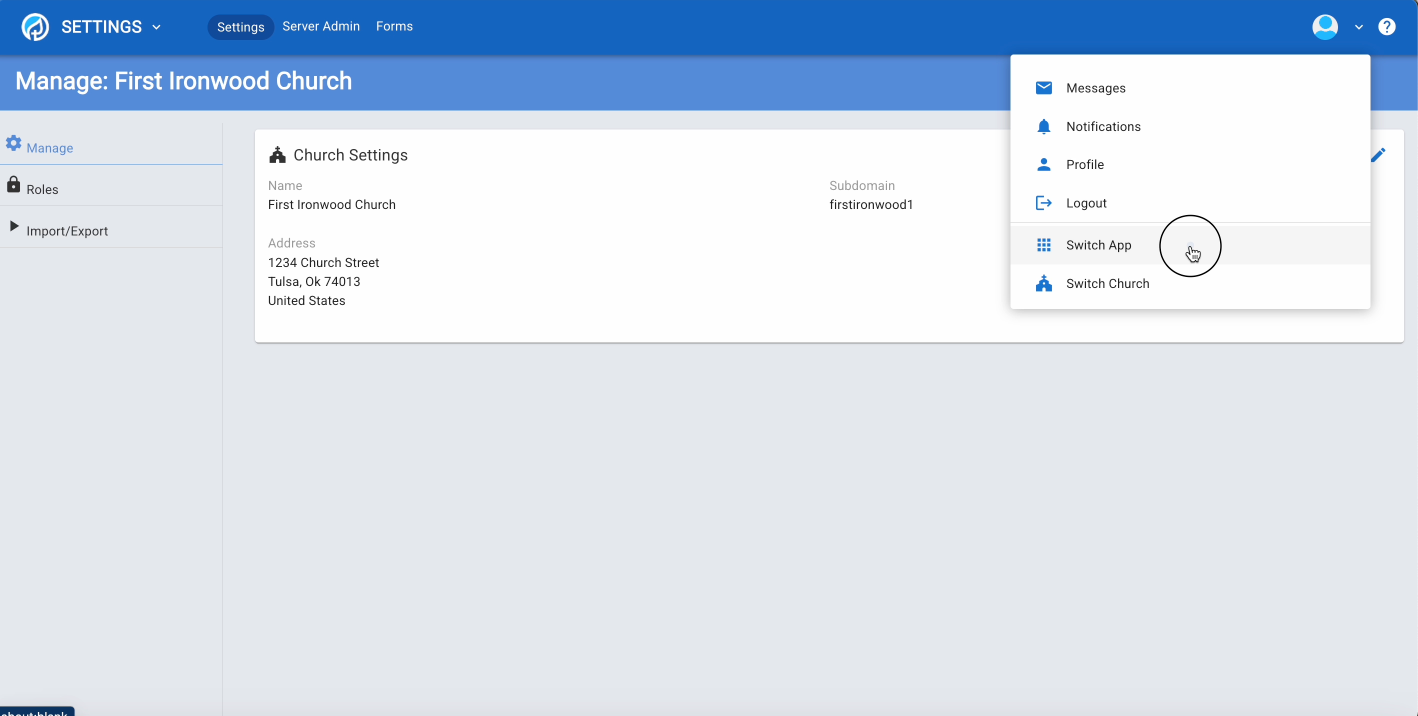 SETTINGS
Settings
Server Admin
Forms
?
Manage: First Ironwood Church
Messages
Notifications
Profile
Logout
Switch App
Switch Church
Manage
Roles
Import/Export
Church Settings
Name
First Ironwood Church
Subdomain
firstironwood1
Address
1234 Church Street
Tulsa, Ok 74013
United States
about:blank